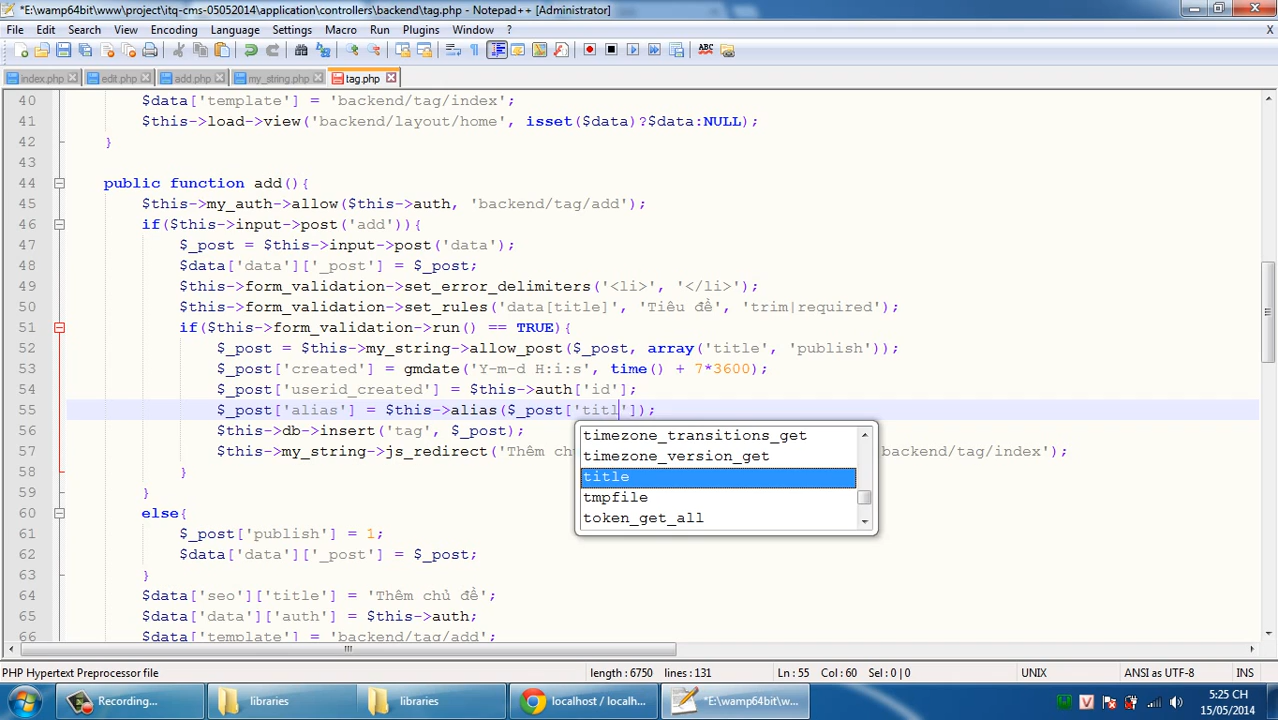 *E:\wamp64bit\www\project\itq-cms-05052014\application\controllers\backend\tag.php - Notepad++ [Administrator]
File Edit Search View Encoding Language Settings Macro Run Plugins Window ? X
index.php edit.php add.php my_string.php tag.php
40 $data['template'] = 'backend/tag/index';
41 $this->load->view('backend/layout/home', isset($data)?$data:NULL);
42 }
43
44 public function add(){
45 $this->my_auth->allow($this->auth, 'backend/tag/add');
46 if($this->input->post('add')){
47 $_post = $this->input->post('data');
48 $data['data']['_post'] = $_post;
49 $this->form_validation->set_error_delimiters('<li>', '</li>');
50 $this->form_validation->set_rules('data[title]', 'Tiêu đề', 'trim|required');
51 if($this->form_validation->run() == TRUE){
52 $_post = $this->my_string->allow_post($_post, array('title', 'publish'));
53 $_post['created'] = gmdate('Y-m-d H:i:s', time() + 7*3600);
54 $_post['userid_created'] = $this->auth['id'];
55 $_post['alias'] = $this->alias($_post['titl']);
56 $this->db->insert('tag', $_post);
57 $this->my_string->js_redirect('Thêm ch backend/tag/index');
58 }
59 }
60 else{
61 $_post['publish'] = 1;
62 $data['data']['_post'] = $_post;
63 }
64 $data['seo']['title'] = 'Thêm chủ đề';
65 $data['data']['auth'] = $this->auth;
66 $data['template'] = 'backend/tag/add';
timezone_transitions_get
timezone_version_get
title
tmpfile
token_get_all
PHP Hypertext Preprocessor file length : 6750 lines : 131 Ln : 55 Col : 60 Sel : 0 | 0 UNIX ANSI as UTF-8 INS
Recording... libraries libraries localhost / localh... *E:\wamp64bit\w... 5:25 CH
15/05/2014